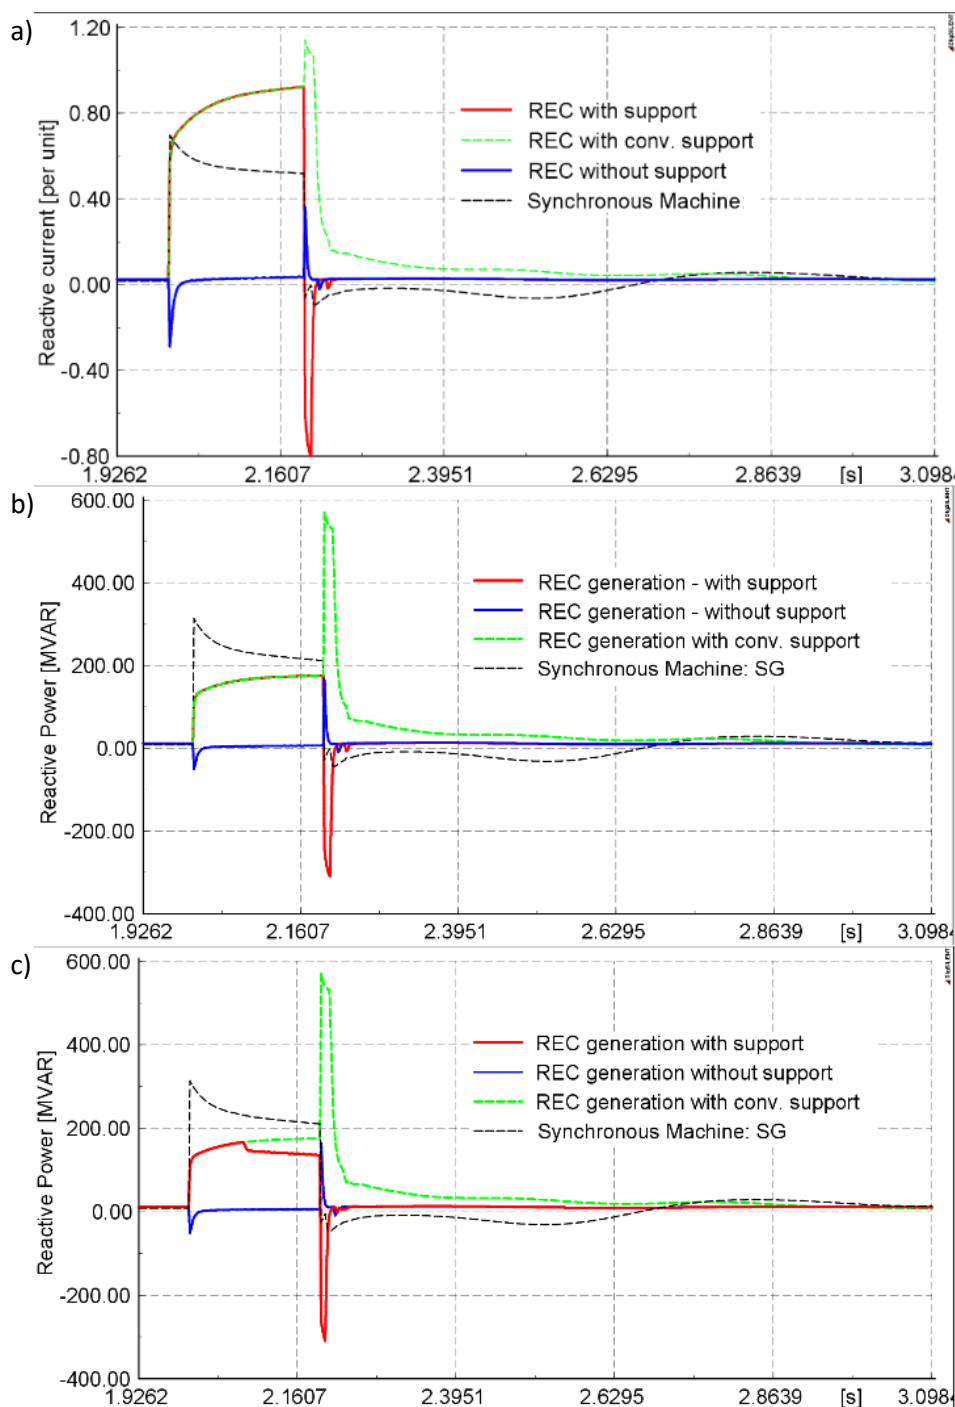 a)
1.20
0.80
0.40
0.00
-0.40
-0.80
Reactive current [per unit]
REC with support
REC with conv. support
REC without support
Synchronous Machine
1.9262 2.1607 2.3951 2.6295 2.8639 [s] 3.0984
b)
600.00
400.00
200.00
0.00
-200.00
-400.00
Reactive Power [MVAR]
REC generation - with support
REC generation - without support
REC generation with conv. support
Synchronous Machine: SG
1.9262 2.1607 2.3951 2.6295 2.8639 [s] 3.0984
c)
600.00
400.00
200.00
0.00
-200.00
-400.00
Reactive Power [MVAR]
REC generation with support
REC generation without support
REC generation with conv. support
Synchronous Machine: SG
1.9262 2.1607 2.3951 2.6295 2.8639 [s] 3.0984